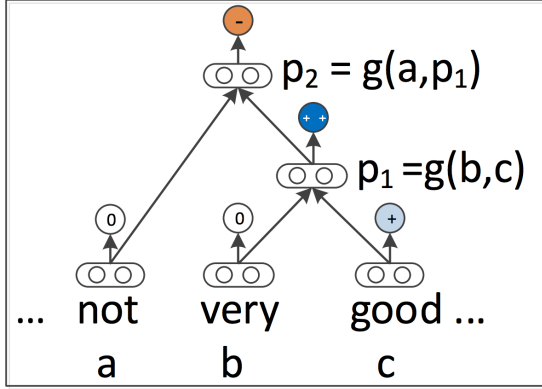 -
p₂ = g(a,p₁)
+ +
p₁ =g(b,c)
0 0 +
... not very good ...
a b c